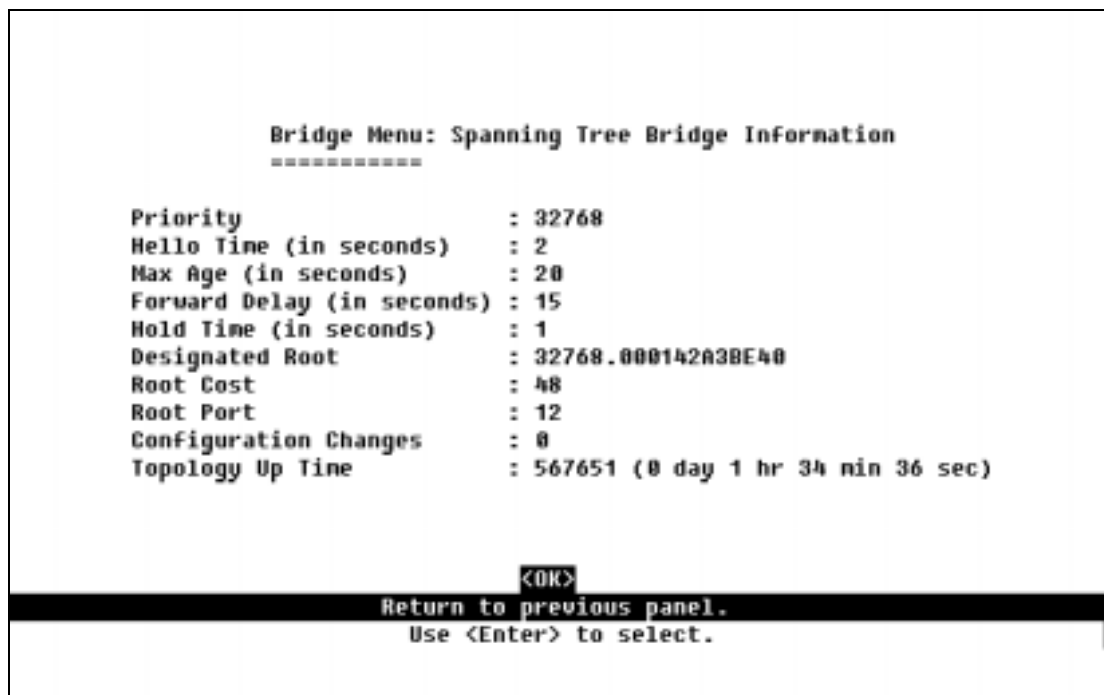 Bridge Menu: Spanning Tree Bridge Information
===========
Priority : 32768
Hello Time (in seconds) : 2
Max Age (in seconds) : 20
Forward Delay (in seconds) : 15
Hold Time (in seconds) : 1
Designated Root : 32768.000142A3BE40
Root Cost : 48
Root Port : 12
Configuration Changes : 0
Topology Up Time : 567651 (0 day 1 hr 34 min 36 sec)
<OK>
Return to previous panel.
Use <Enter> to select.